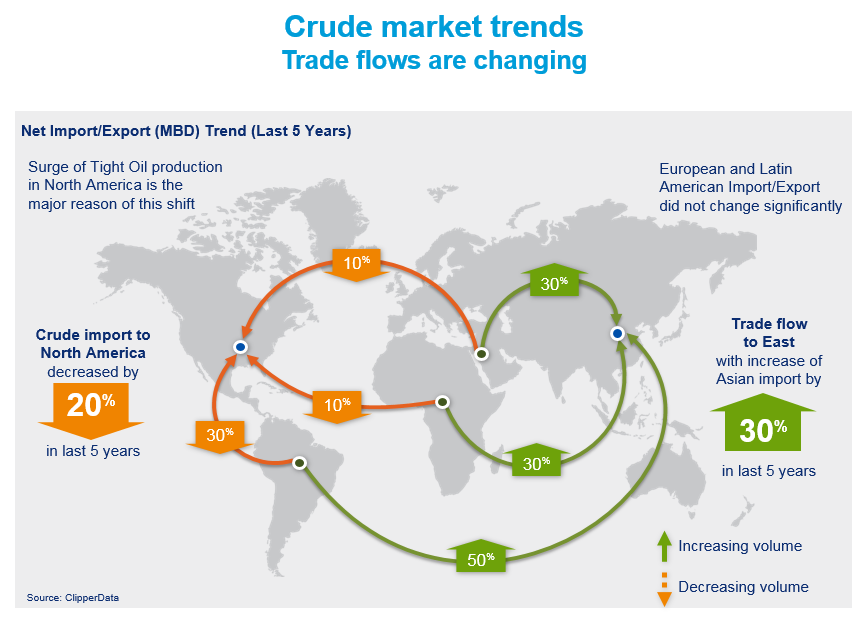 Crude market trends
Trade flows are changing
Net Import/Export (MBD) Trend (Last 5 Years)
Surge of Tight Oil production
in North America is the
major reason of this shift
European and Latin
American Import/Export
did not change significantly
10%
30%
Crude import to
North America
decreased by
20%
in last 5 years
Trade flow
to East
with increase of
Asian import by
30%
in last 5 years
10%
30%
30%
50%
Increasing volume
Decreasing volume
Source: ClipperData